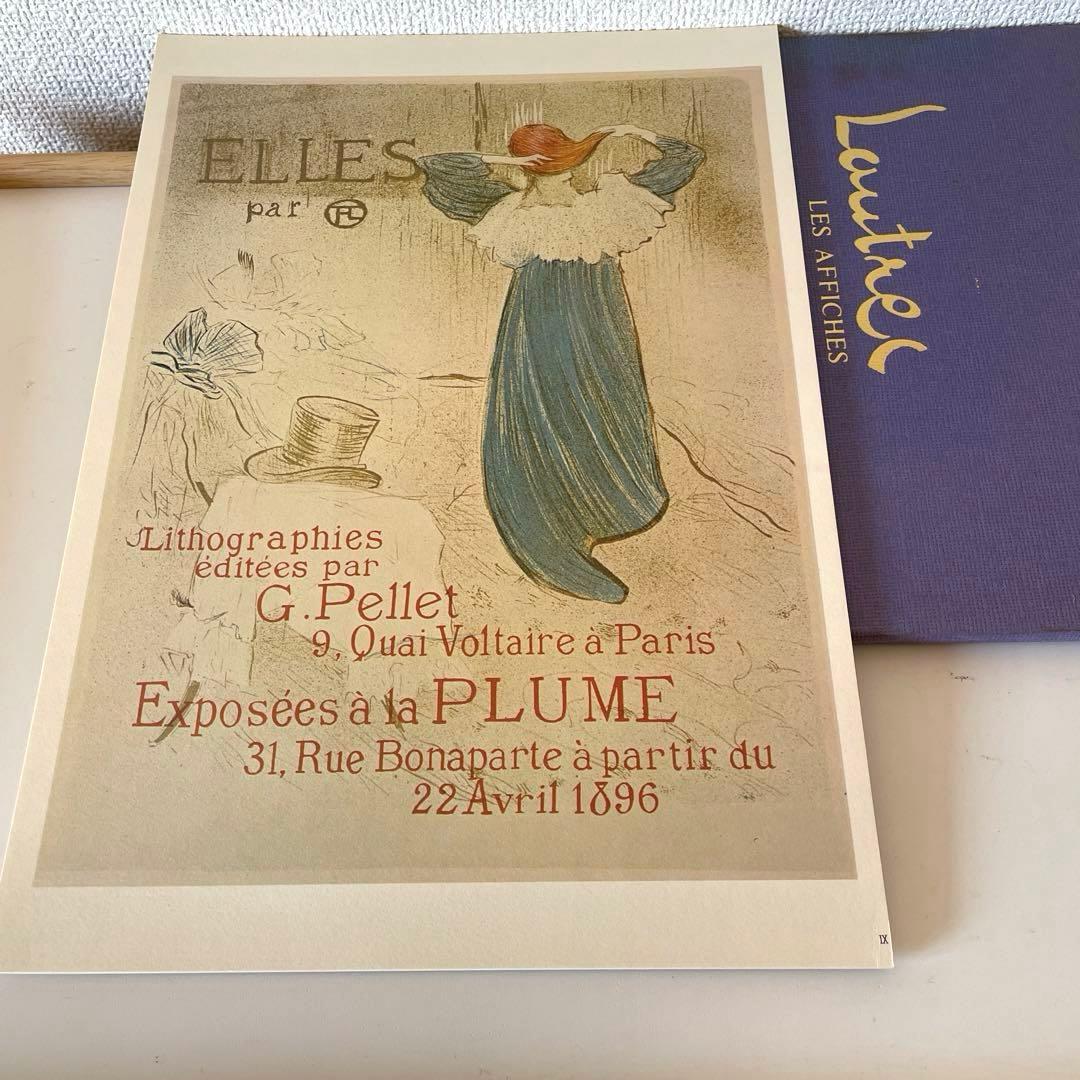 ELLES
par HTL
Lithographies
éditées par
G. Pellet
9, Quai Voltaire à Paris
Exposées à la PLUME
31, Rue Bonaparte à partir du
22 Avril 1896
IX
Lautrec
LES AFFICHES